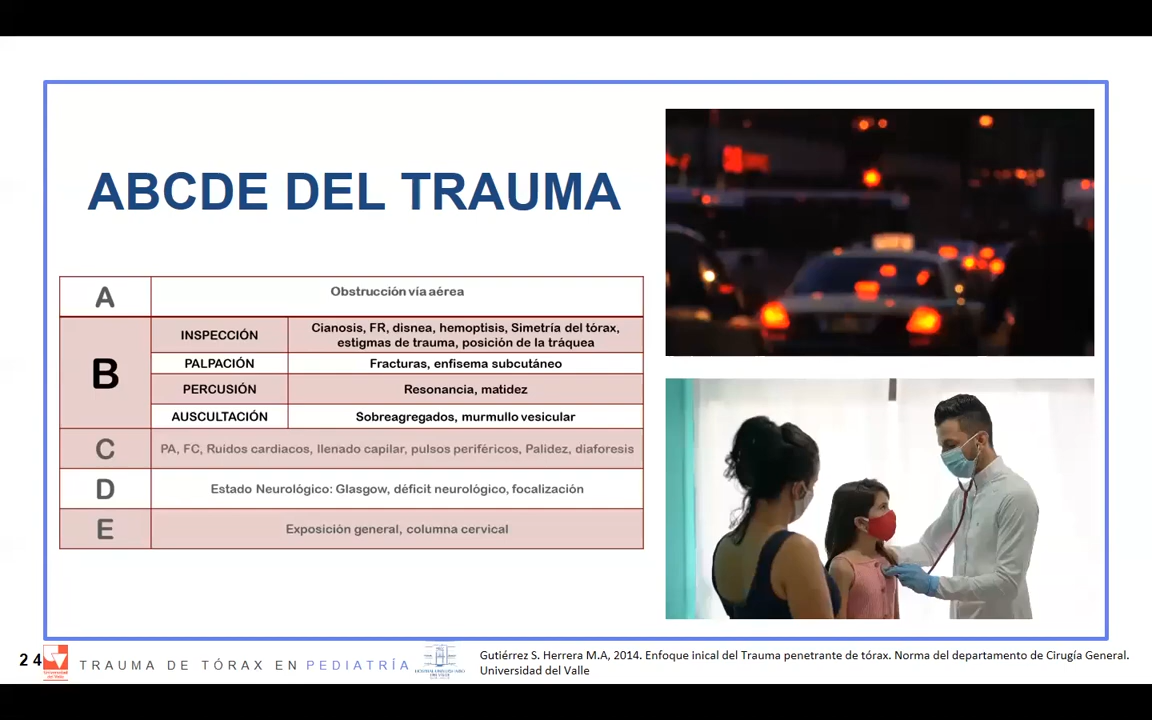 ABCDE DEL TRAUMA
A
Obstrucción vía aérea
B
INSPECCIÓN
Cianosis, FR, disnea, hemoptisis, Simetría del tórax,
estigmas de trauma, posición de la tráquea
PALPACIÓN
Fracturas, enfisema subcutáneo
PERCUSIÓN
Resonancia, matidez
AUSCULTACIÓN
Sobreagregados, murmullo vesicular
C
PA, FC, Ruidos cardiacos, llenado capilar, pulsos periféricos, Palidez, diaforesis
D
Estado Neurológico: Glasgow, déficit neurológico, focalización
E
Exposición general, columna cervical
24
TRAUMA DE TÓRAX EN PEDIATRÍA
Gutiérrez S. Herrera M.A, 2014. Enfoque inical del Trauma penetrante de tórax. Norma del departamento de Cirugía General.
Universidad del Valle